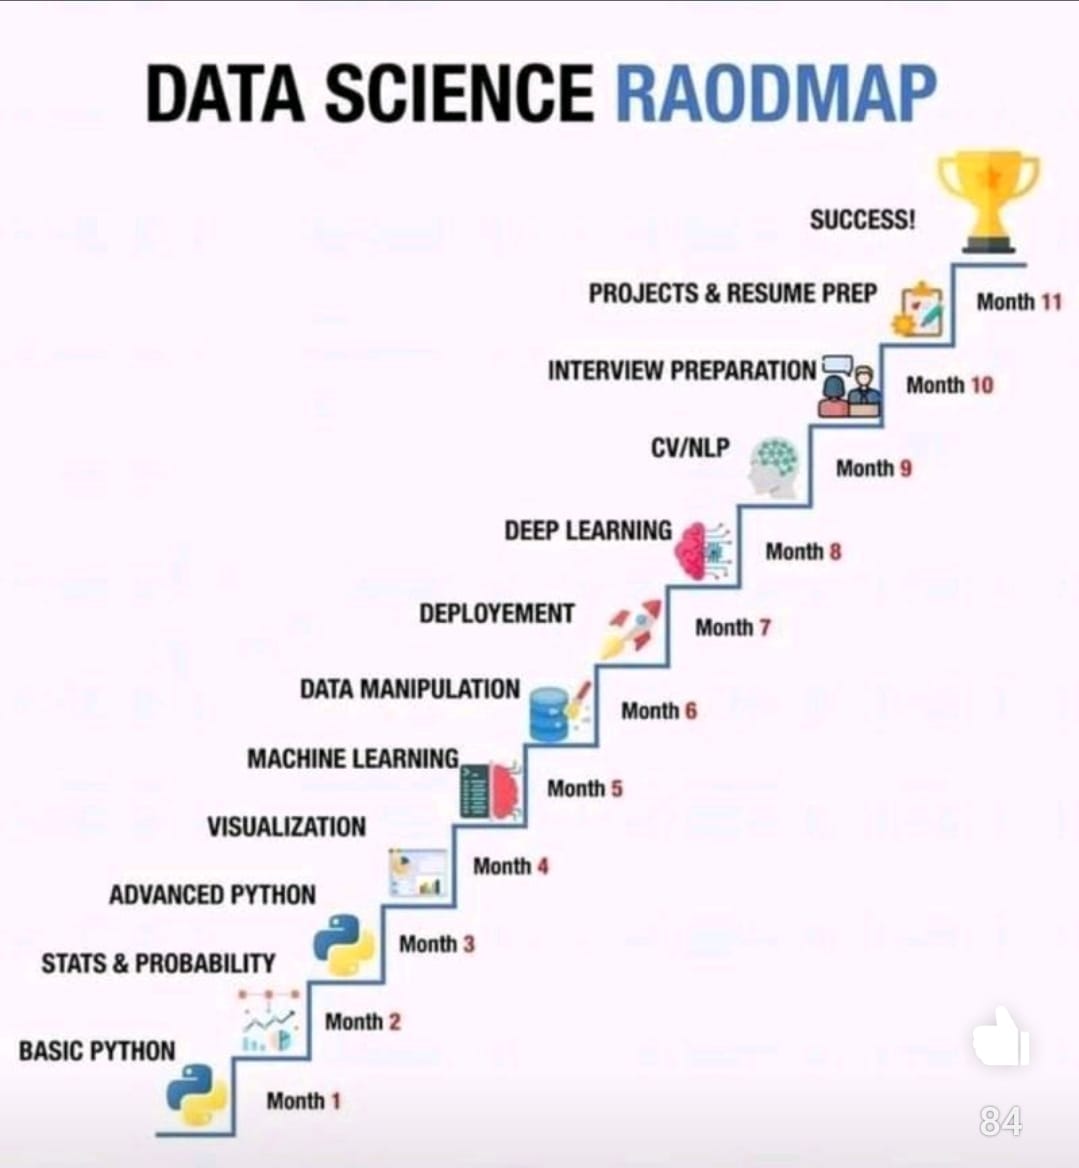 DATA SCIENCE RAODMAP
SUCCESS!
PROJECTS & RESUME PREP
Month 11
INTERVIEW PREPARATION
Month 10
CV/NLP
Month 9
DEEP LEARNING
Month 8
DEPLOYEMENT
Month 7
DATA MANIPULATION
Month 6
MACHINE LEARNING
Month 5
VISUALIZATION
Month 4
ADVANCED PYTHON
Month 3
STATS & PROBABILITY
Month 2
BASIC PYTHON
Month 1
84